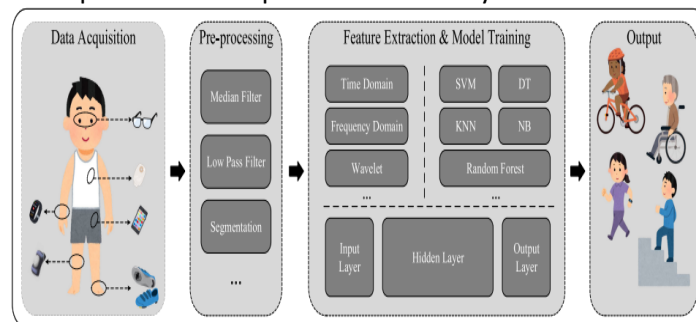 Data Acquisition
Pre-processing
Median Filter
Low Pass Filter
Segmentation
...
Feature Extraction & Model Training
Time Domain
Frequency Domain
Wavelet
...
SVM DT
KNN NB
Random Forest
...
Input
Layer
Hidden Layer
Output
Layer
Output